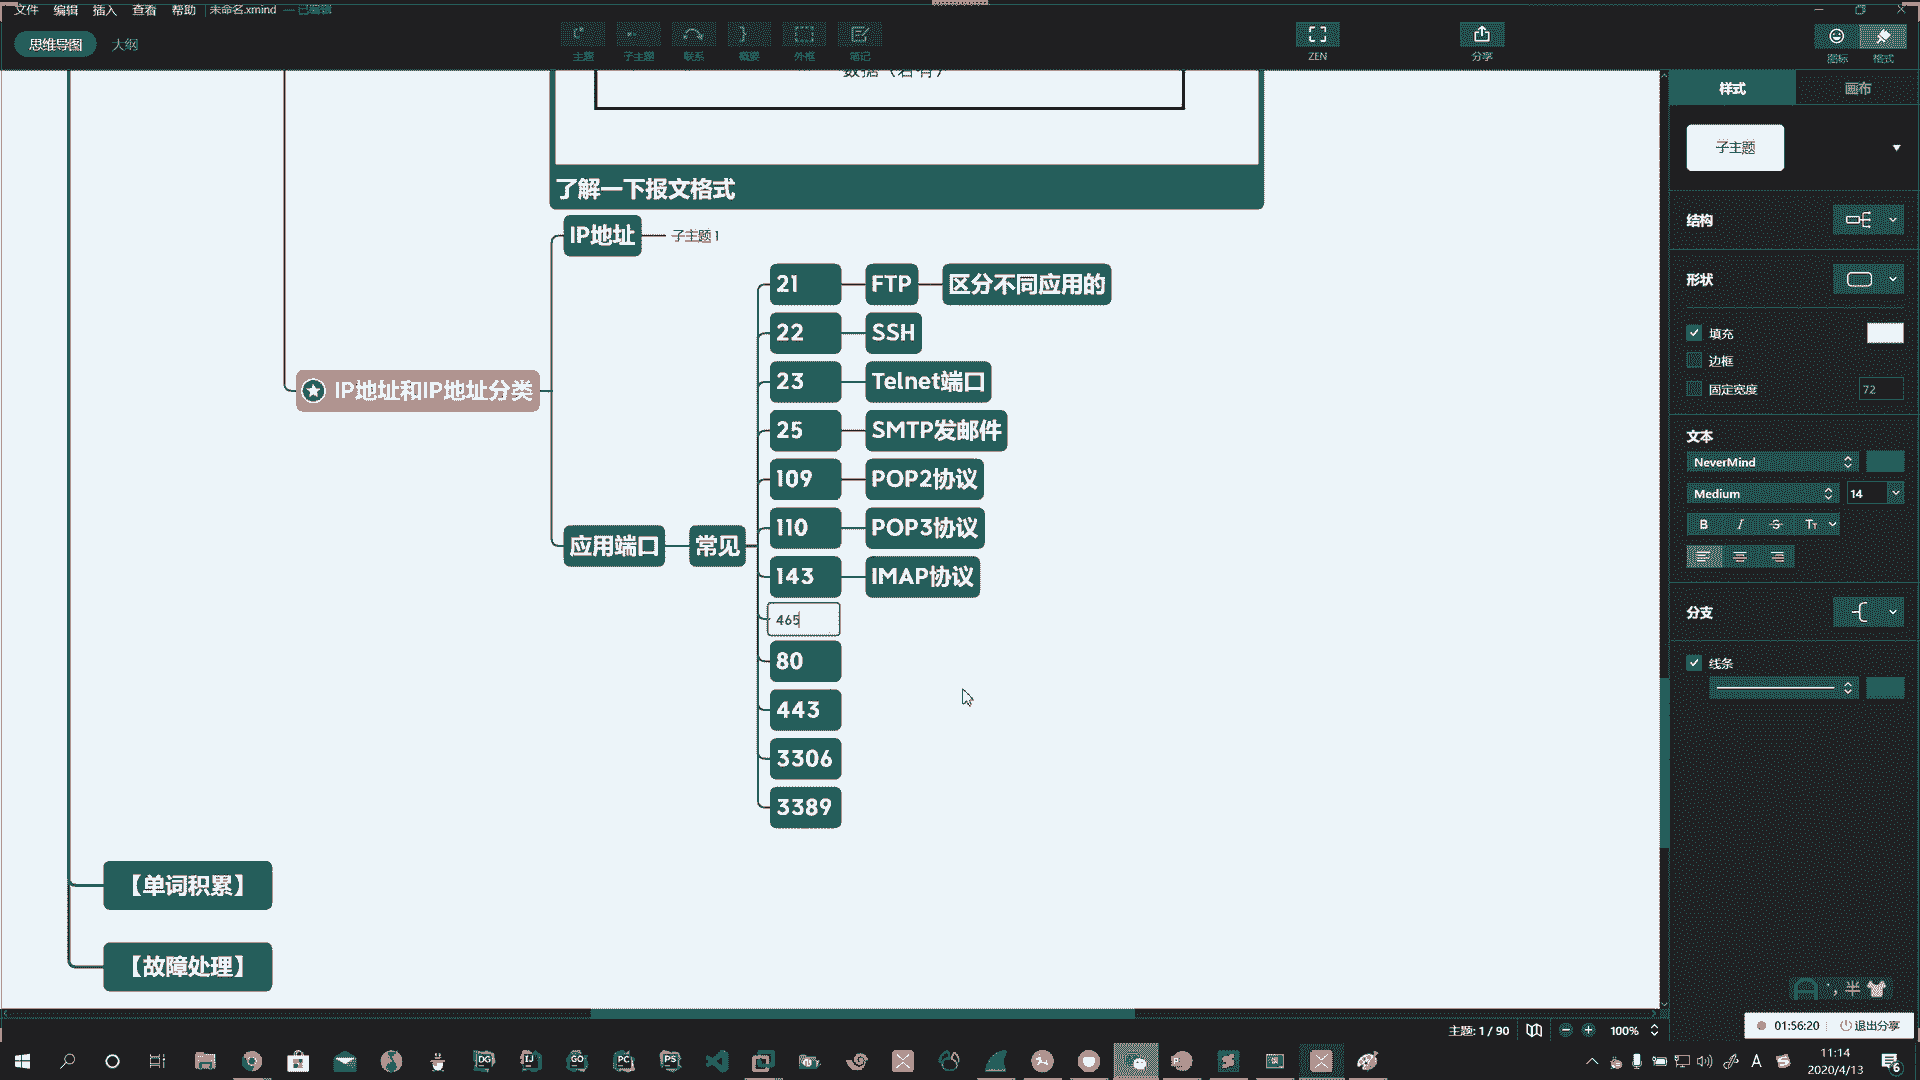 文件 编辑 插入 查看 帮助 未命名.xmind — 已编辑
思维导图 大纲
主题 子主题 联系 概要 外框 笔记 ZEN 分享 图标 格式
数据（若有）
了解一下报文格式
IP地址 子主题 1
21 FTP 区分不同应用的
22 SSH
23 Telnet端口
IP地址和IP地址分类
25 SMTP发邮件
109 POP2协议
110 POP3协议
应用端口 常见
143 IMAP协议
465
80
443
3306
3389
【单词积累】
【故障处理】
样式 画布
子主题
结构
形状
填充
边框
固定宽度 72
文本
NeverMind
Medium 14
B I S Tт
分支
线条
半
主题: 1 / 90 100%
01:56:20 退出分享
DG IJ GO PC PS
A
11:14
2020/4/13
6